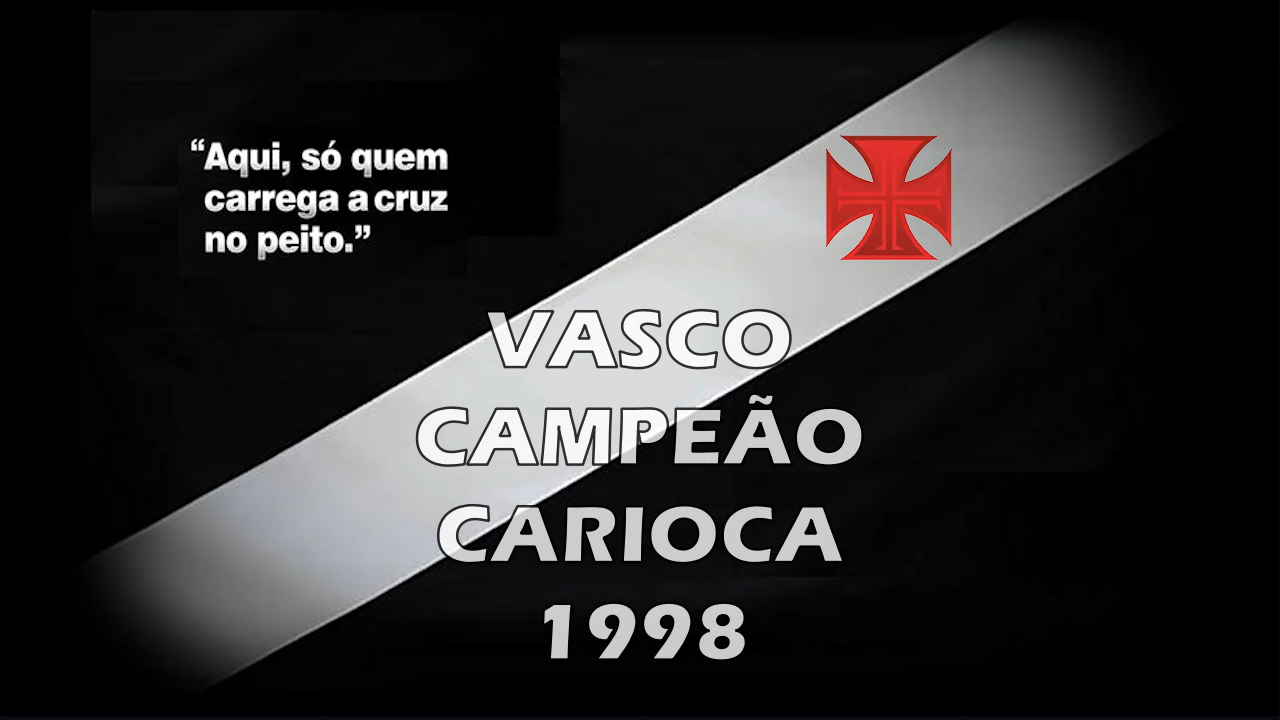 “Aqui, só quem
carrega a cruz
no peito.”
VASCO
CAMPEÃO
CARIOCA
1998